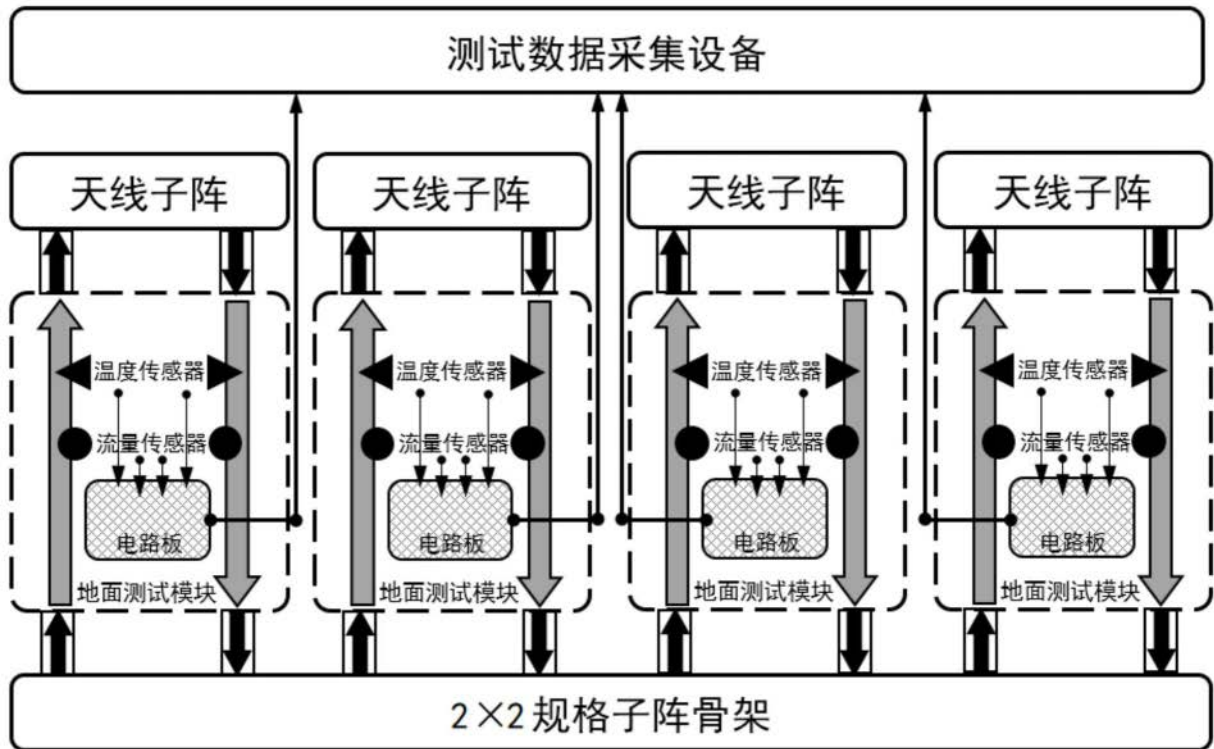 测试数据采集设备
天线子阵
天线子阵
天线子阵
天线子阵
温度传感器
温度传感器
温度传感器
温度传感器
流量传感器
流量传感器
流量传感器
流量传感器
电路板
电路板
电路板
电路板
地面测试模块
地面测试模块
地面测试模块
地面测试模块
2×2规格子阵骨架